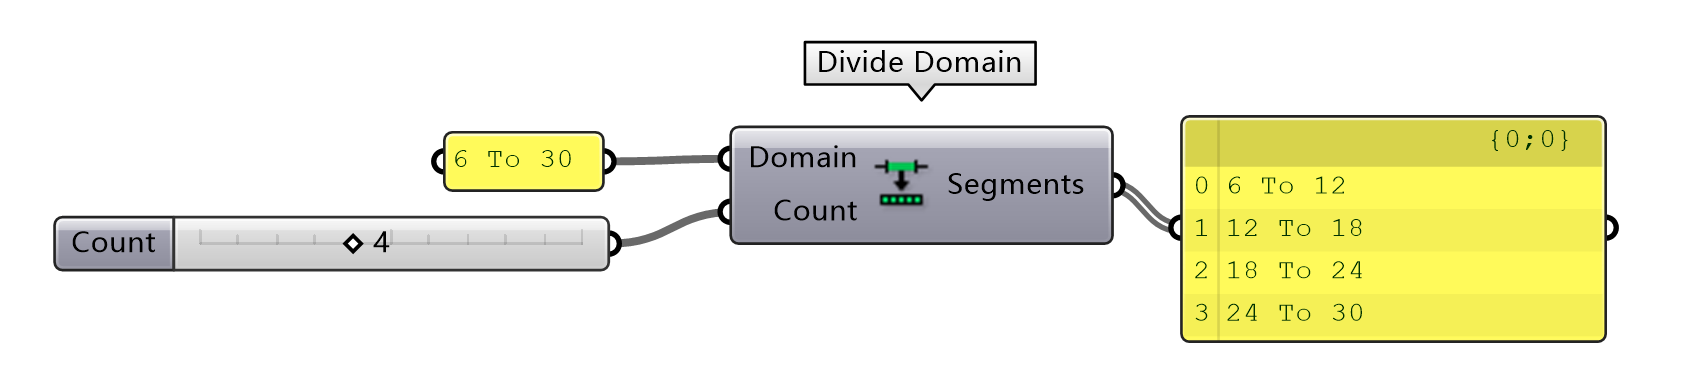 Divide Domain
6 To 30
Count 4
Domain
Count
Segments
{0;0}
0 6 To 12
1 12 To 18
2 18 To 24
3 24 To 30